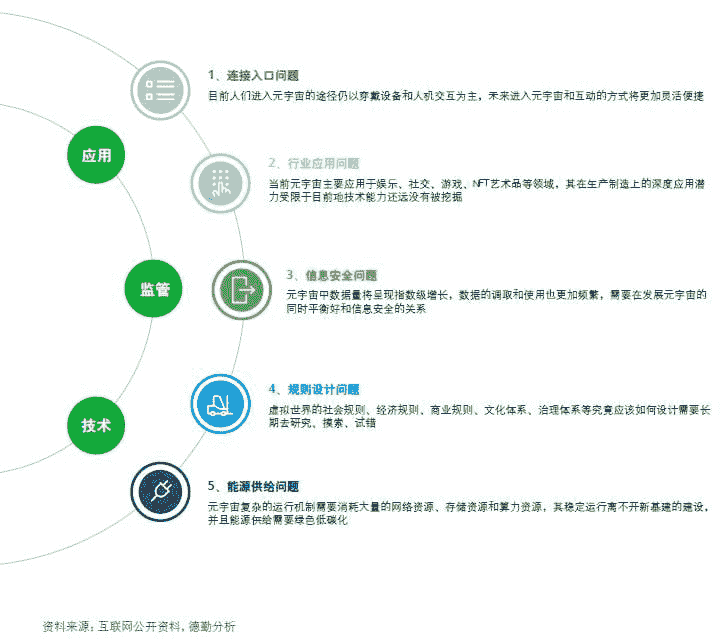 1、连接入口问题
目前人们进入元宇宙的途径仍以穿戴设备和人机交互为主，未来进入元宇宙和互动的方式将更加灵活便捷
应用
2、行业应用问题
当前元宇宙主要应用于娱乐、社交、游戏、NFT艺术品等领域，其在生产制造上的深度应用潜
力受限于目前地技术能力还远没有被挖掘
监管
3、信息安全问题
元宇宙中数据量将呈现指数级增长，数据的调取和使用也更加频繁，需要在发展元宇宙的
同时平衡好和信息安全的关系
4、规则设计问题
虚拟世界的社会规则、经济规则、商业规则、文化体系、治理体系等究竟应该如何设计需要长
期去研究、摸索、试错
技术
5、能源供给问题
元宇宙复杂的运行机制需要消耗大量的网络资源、存储资源和算力资源，其稳定运行离不开新基建的建设，
并且能源供给需要绿色低碳化
资料来源：互联网公开资料，德勤分析